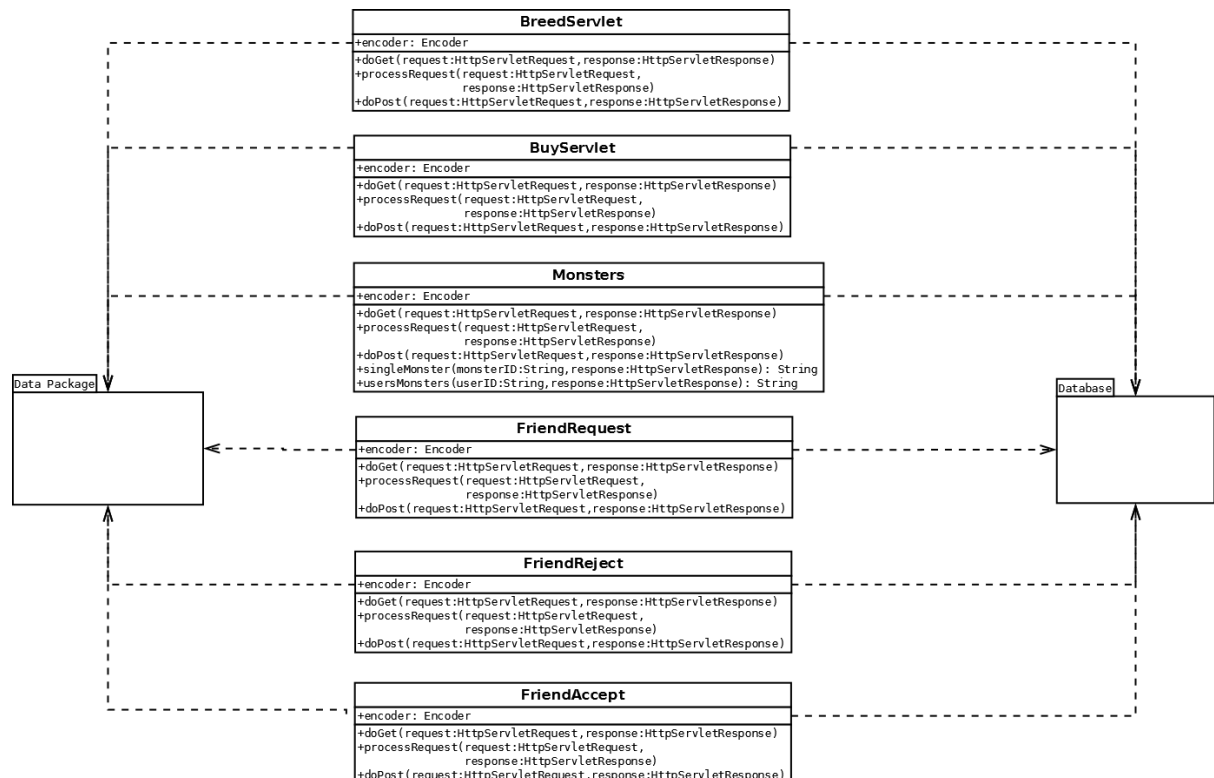 BreedServlet
+encoder: Encoder
+doGet(request:HttpServletRequest,response:HttpServletResponse)
+processRequest(request:HttpServletRequest,
response:HttpServletResponse)
+doPost(request:HttpServletRequest,response:HttpServletResponse)
BuyServlet
+encoder: Encoder
+doGet(request:HttpServletRequest,response:HttpServletResponse)
+processRequest(request:HttpServletRequest,
response:HttpServletResponse)
+doPost(request:HttpServletRequest,response:HttpServletResponse)
Monsters
+encoder: Encoder
+doGet(request:HttpServletRequest,response:HttpServletResponse)
+processRequest(request:HttpServletRequest,
response:HttpServletResponse)
+doPost(request:HttpServletRequest,response:HttpServletResponse)
+singleMonster(monsterID:String,response:HttpServletResponse): String
+usersMonsters(userID:String,response:HttpServletResponse): String
Data Package
Database
FriendRequest
+encoder: Encoder
+doGet(request:HttpServletRequest,response:HttpServletResponse)
+processRequest(request:HttpServletRequest,
response:HttpServletResponse)
+doPost(request:HttpServletRequest,response:HttpServletResponse)
FriendReject
+encoder: Encoder
+doGet(request:HttpServletRequest,response:HttpServletResponse)
+processRequest(request:HttpServletRequest,
response:HttpServletResponse)
+doPost(request:HttpServletRequest,response:HttpServletResponse)
FriendAccept
+encoder: Encoder
+doGet(request:HttpServletRequest,response:HttpServletResponse)
+processRequest(request:HttpServletRequest,
response:HttpServletResponse)
+doPost(request:HttpServletRequest,response:HttpServletResponse)